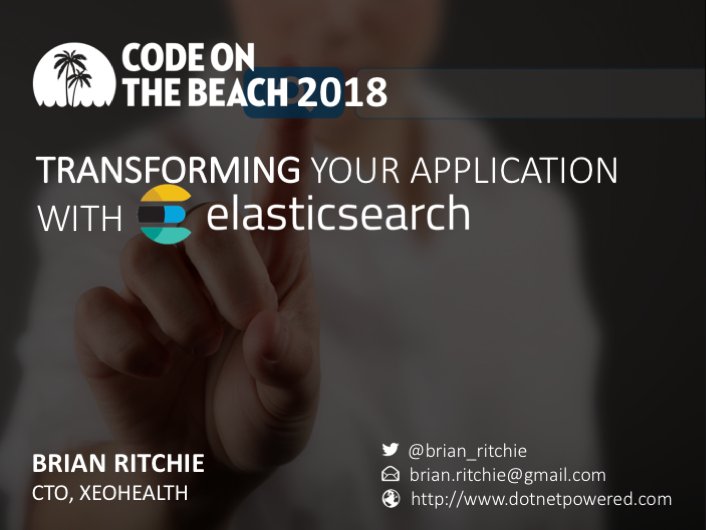 CODE ON
THE BEACH 2018
TRANSFORMING YOUR APPLICATION
WITH elasticsearch
BRIAN RITCHIE
CTO, XEOHEALTH
@brian_ritchie
brian.ritchie@gmail.com
http://www.dotnetpowered.com